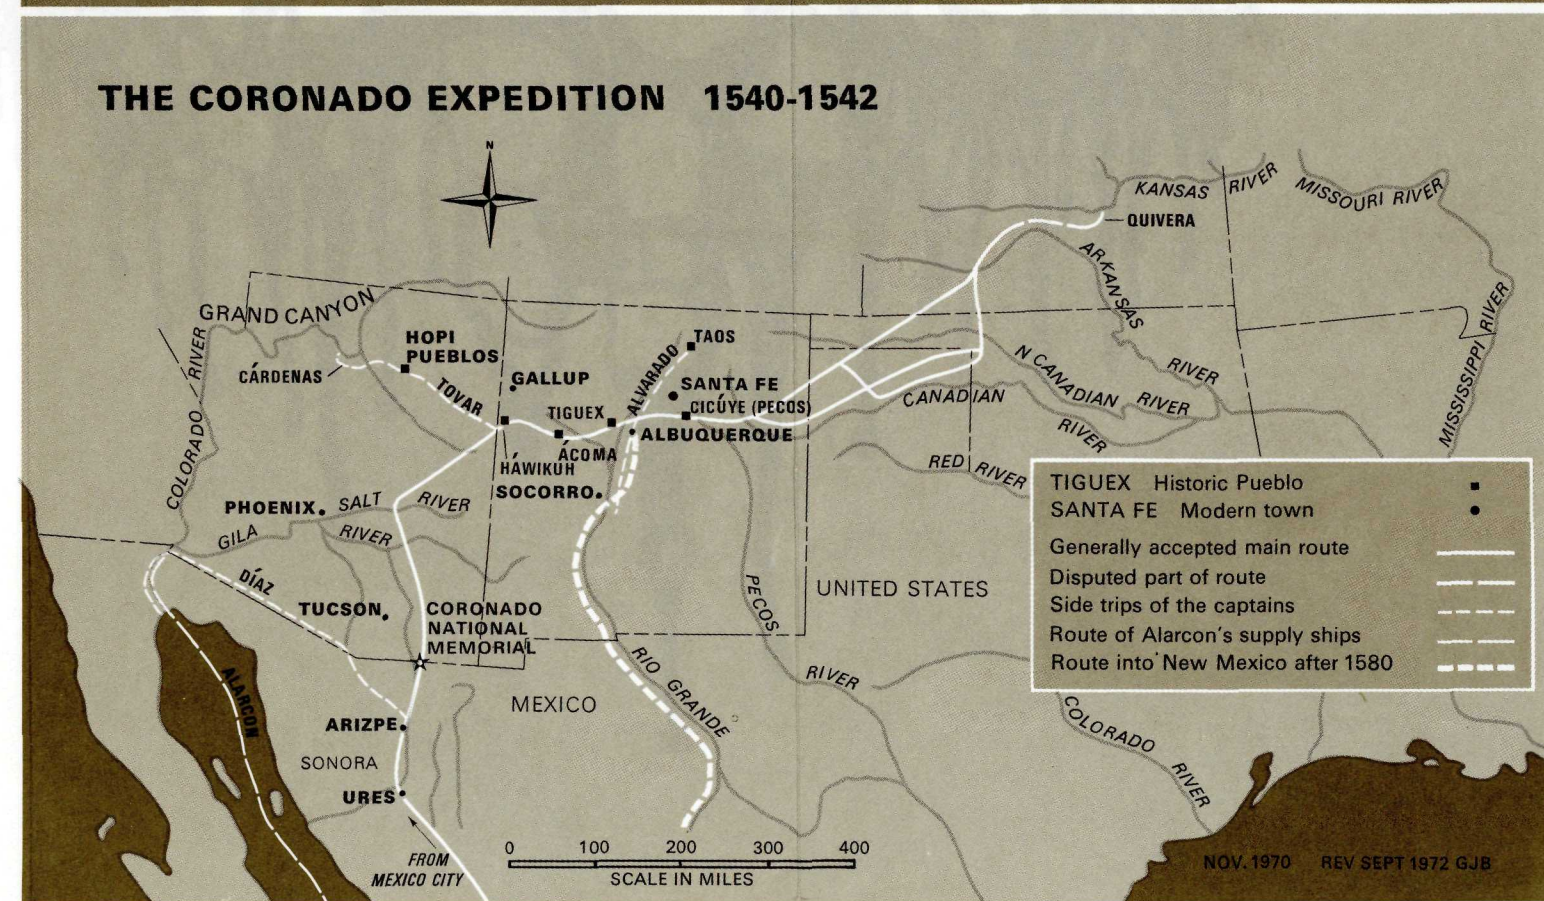 THE CORONADO EXPEDITION 1540-1542
N
KANSAS RIVER
MISSOURI RIVER
QUIVERA
ARKANSAS
RIVER
MISSISSIPPI RIVER
GRAND CANYON
COLORADO RIVER
CÁRDENAS
HOPI
PUEBLOS
TOVAR
GALLUP
TIGUEX
ÁCOMA
HÁWIKUH
ALVARADO
TAOS
SANTA FE
CICÚYE (PECOS)
ALBUQUERQUE
SOCORRO
N CANADIAN RIVER
CANADIAN
RIVER
RED RIVER
PHOENIX
SALT RIVER
GILA
RIVER
DÍAZ
TUCSON
CORONADO
NATIONAL
MEMORIAL
PECOS
RIVER
UNITED STATES
MEXICO
RIO GRANDE
ALARCON
ARIZPE
SONORA
URES
FROM
MEXICO CITY
COLORADO
RIVER
TIGUEX Historic Pueblo
SANTA FE Modern town
Generally accepted main route
Disputed part of route
Side trips of the captains
Route of Alarcon's supply ships
Route into New Mexico after 1580
0 100 200 300 400
SCALE IN MILES
NOV. 1970 REV SEPT 1972 GJB